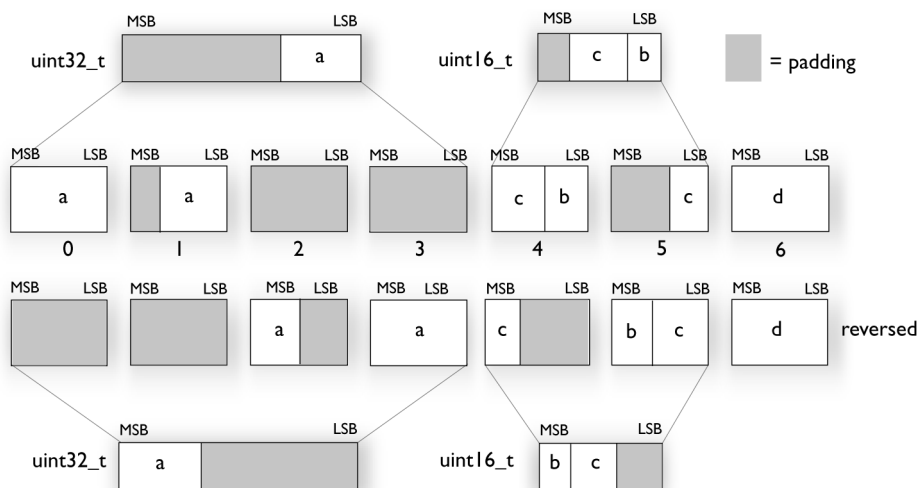 MSB LSB MSB LSB
uint32_t a uint16_t c b = padding
MSB LSB MSB LSB MSB LSB MSB LSB MSB LSB MSB LSB MSB LSB
a a c b c d
0 1 2 3 4 5 6
MSB LSB MSB LSB MSB LSB MSB LSB MSB LSB MSB LSB MSB LSB
a a c b c d reversed
MSB LSB MSB LSB
uint32_t a uint16_t b c